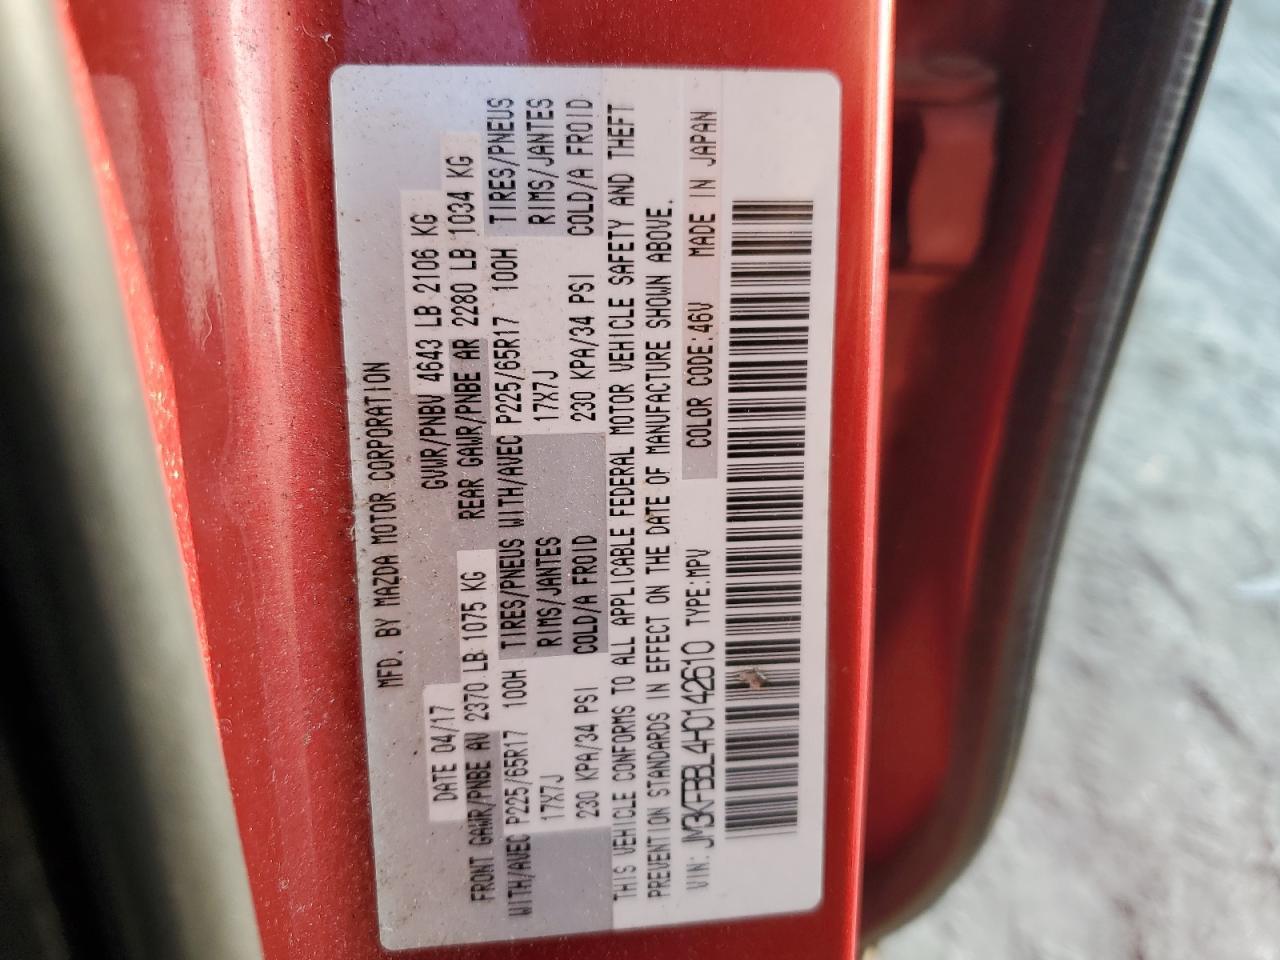 MFD. BY MAZDA MOTOR CORPORATION
DATE 04/17 GVWR/PNBV 4643 LB 2106 KG
FRONT GAWR/PNBE AV 2370 LB 1075 KG REAR GAWR/PNBE AR 2280 LB 1034 KG
WITH/AVEC P225/65R17 100H TIRES/PNEUS WITH/AVEC P225/65R17 100H TIRES/PNEUS
17X7J RIMS/JANTES 17X7J RIMS/JANTES
230 KPA/34 PSI COLD/A FROID 230 KPA/34 PSI COLD/A FROID
THIS VEHICLE CONFORMS TO ALL APPLICABLE FEDERAL MOTOR VEHICLE SAFETY AND THEFT
PREVENTION STANDARDS IN EFFECT ON THE DATE OF MANUFACTURE SHOWN ABOVE.
VIN: JM3KFBBL4H0142610 TYPE:MPV COLOR CODE:46V MADE IN JAPAN